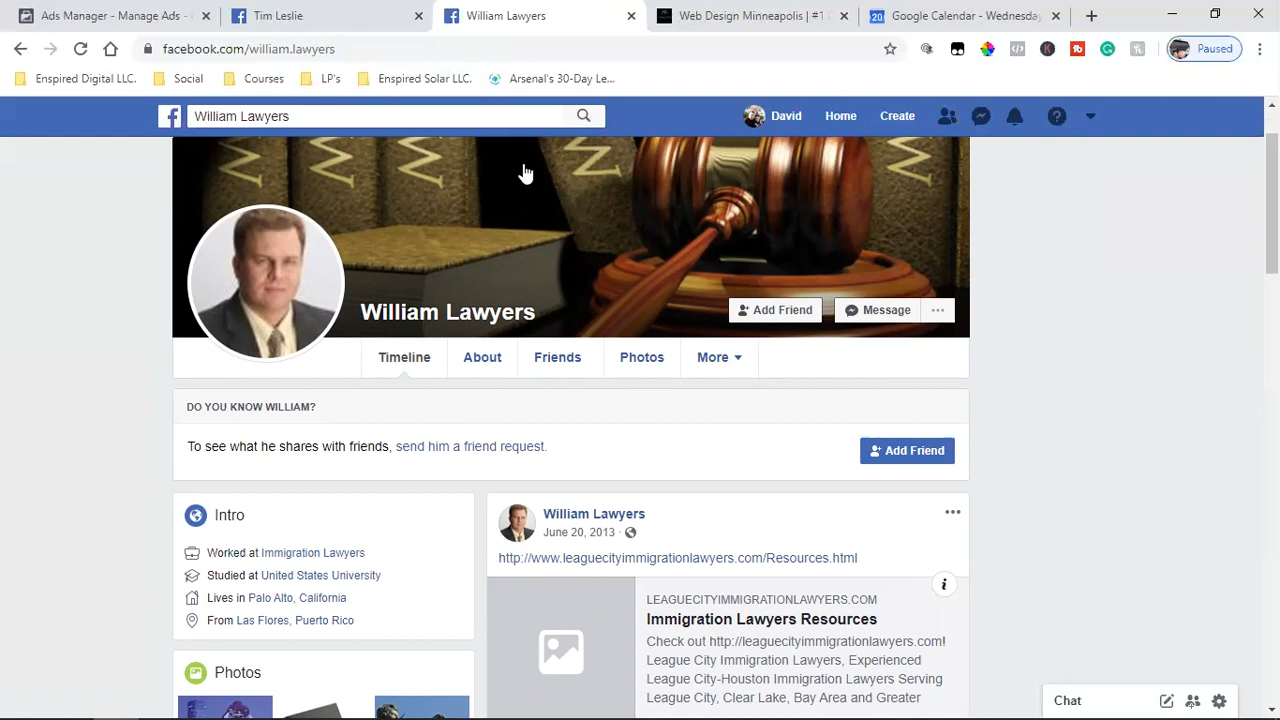 Ads Manager - Manage Ads -
Tim Leslie
William Lawyers
Web Design Minneapolis | #1
Google Calendar - Wednesday
facebook.com/william.lawyers
Paused
Enspired Digital LLC.
Social
Courses
LP's
Enspired Solar LLC.
Arsenal's 30-Day Le...
William Lawyers
David
Home
Create
William Lawyers
Add Friend
Message
Timeline
About
Friends
Photos
More
DO YOU KNOW WILLIAM?
To see what he shares with friends, send him a friend request.
Add Friend
Intro
Worked at Immigration Lawyers
Studied at United States University
Lives in Palo Alto, California
From Las Flores, Puerto Rico
Photos
William Lawyers
June 20, 2013
http://www.leaguecityimmigrationlawyers.com/Resources.html
LEAGUECITYIMMIGRATIONLAWYERS.COM
Immigration Lawyers Resources
Check out http://leaguecityimmigrationlawyers.com!
League City Immigration Lawyers, Experienced
League City-Houston Immigration Lawyers Serving
League City, Clear Lake, Bay Area and Greater
Chat